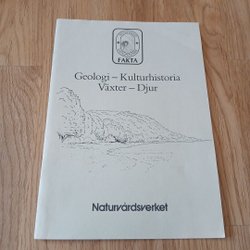 FAKTA
Geologi – Kulturhistoria
Växter – Djur
Naturvårdsverket